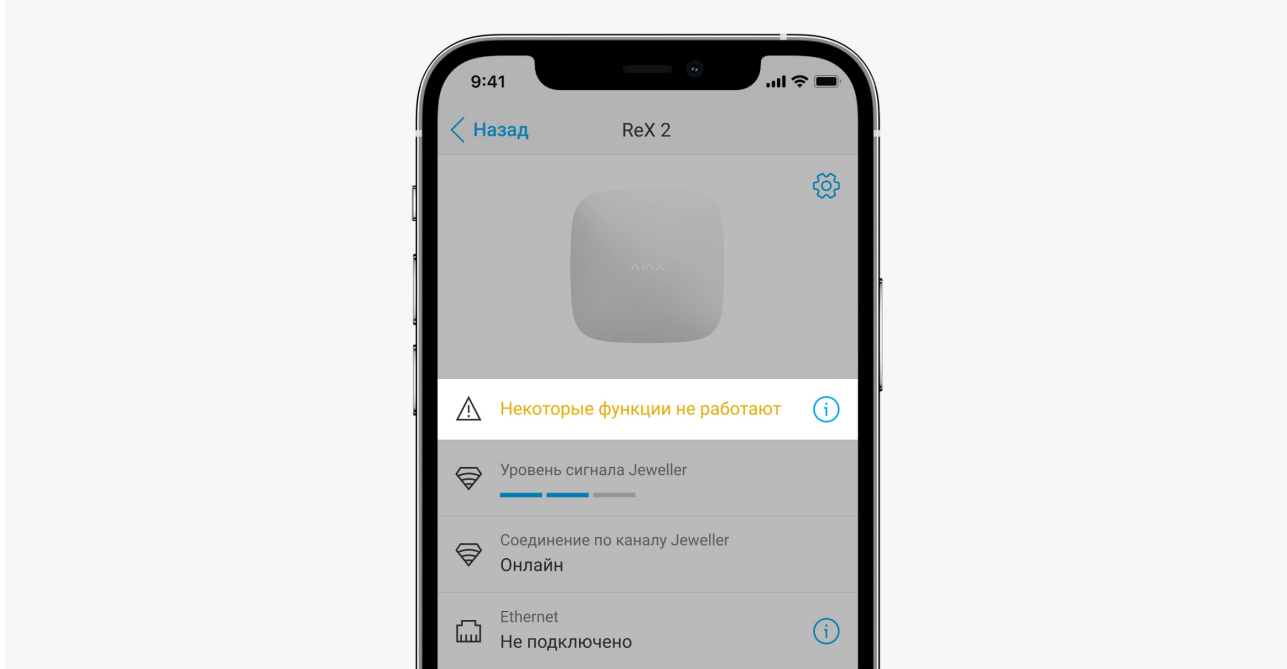 9:41
Назад
ReX 2
AJAX
Некоторые функции не работают
Уровень сигнала Jeweller
Соединение по каналу Jeweller
Онлайн
Ethernet
Не подключено